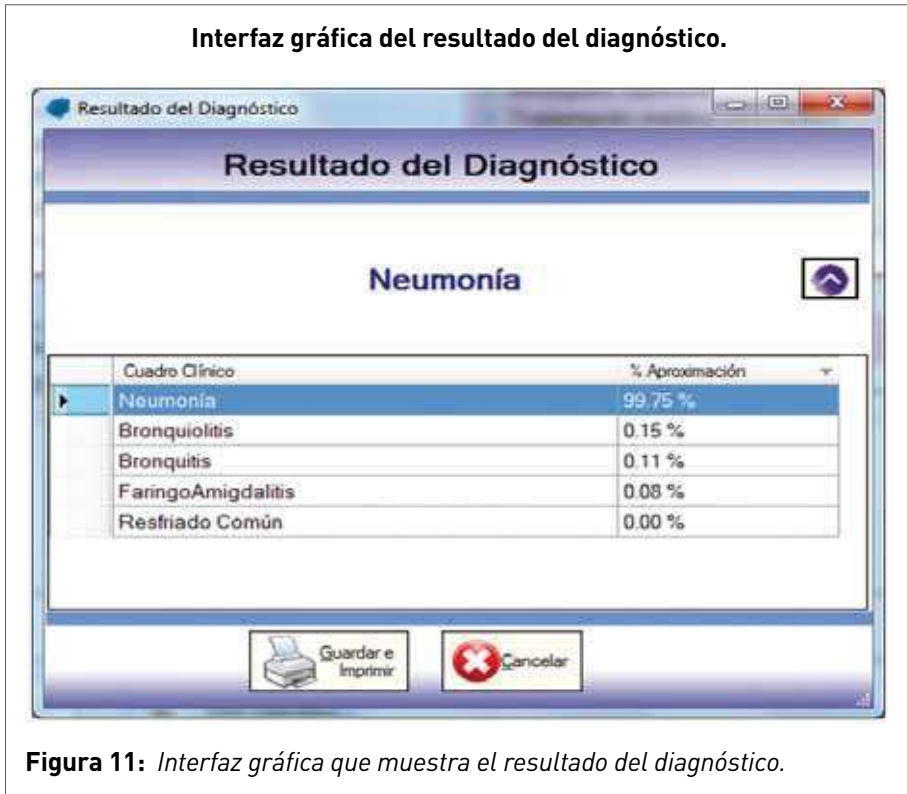 Interfaz gráfica del resultado del diagnóstico.
Resultado del Diagnóstico
Resultado del Diagnóstico
Neumonía
Cuadro Clínico % Aproximación
Neumonía 99.75 %
Bronquiolitis 0.15 %
Bronquitis 0.11 %
FaringoAmigdalitis 0.08 %
Resfriado Común 0.00 %
Guardar e
Imprimir
Cancelar
Figura 11: Interfaz gráfica que muestra el resultado del diagnóstico.